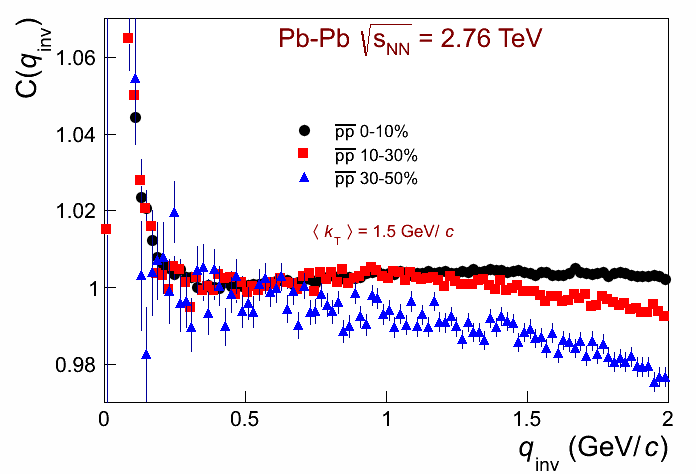 Pb-Pb √sNN = 2.76 TeV
C(qinv)
p̅p̅ 0-10%
p̅p̅ 10-30%
p̅p̅ 30-50%
⟨ kT ⟩ = 1.5 GeV/ c
1.06
1.04
1.02
1
0.98
0 0.5 1 1.5 2
qinv (GeV/c)